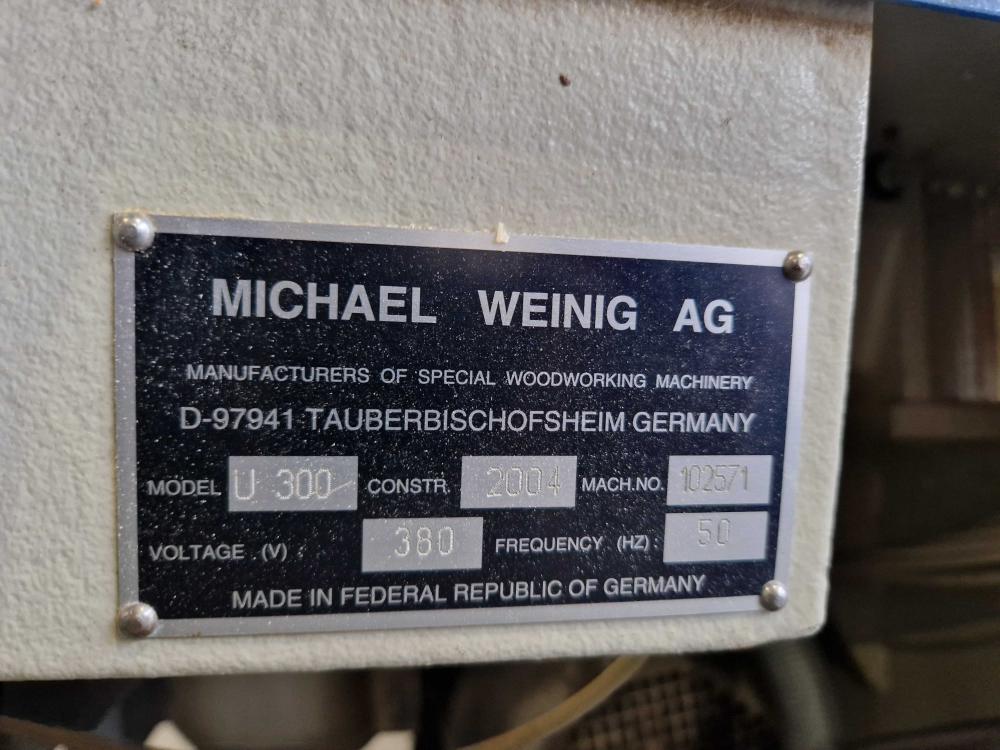 MICHAEL WEINIG AG
MANUFACTURERS OF SPECIAL WOODWORKING MACHINERY
D-97941 TAUBERBISCHOFSHEIM GERMANY
MODEL U 300 CONSTR. 2004 MACH.NO. 102571
VOLTAGE (V) : 380 FREQUENCY (HZ) : 50
MADE IN FEDERAL REPUBLIC OF GERMANY